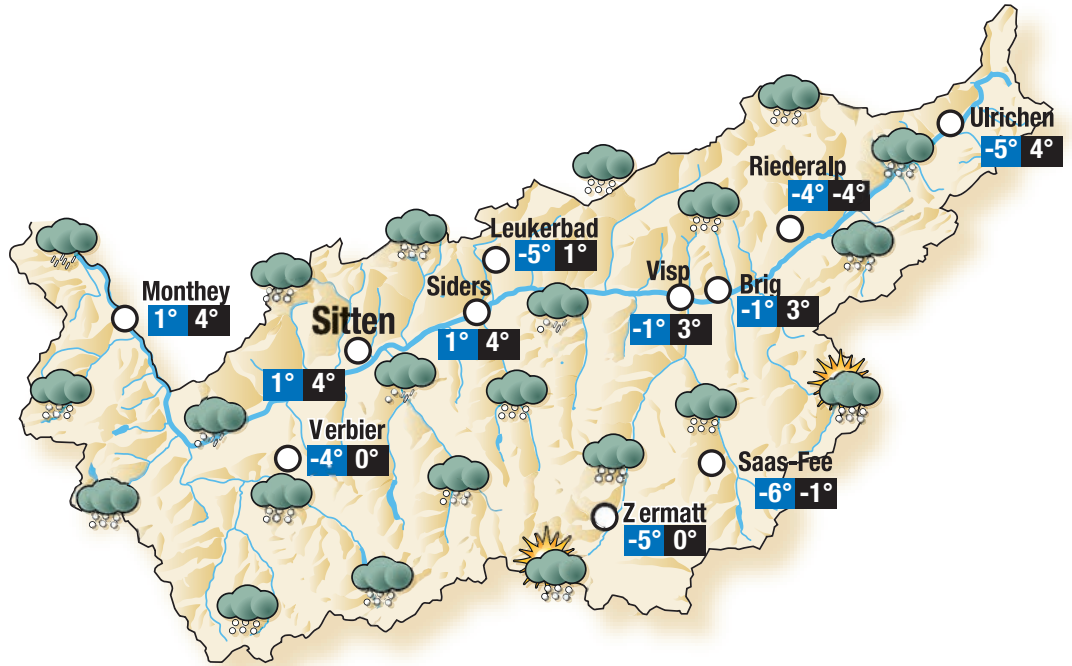 Ulrichen
-5° 4°
Riederalp
-4° -4°
Leukerbad
-5° 1°
Visp
-1° 3°
Brig
-1° 3°
Siders
1° 4°
Monthey
1° 4°
Sitten
1° 4°
Verbier
-4° 0°
Saas-Fee
-6° -1°
Zermatt
-5° 0°